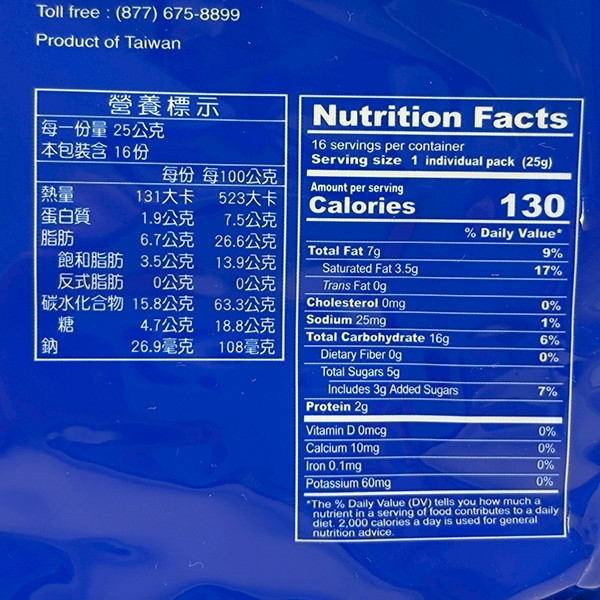 Toll free : (877) 675-8899
Product of Taiwan
營養標示
每一份量 25公克
本包裝含 16份
每份 每100公克
熱量 131大卡 523大卡
蛋白質 1.9公克 7.5公克
脂肪 6.7公克 26.6公克
飽和脂肪 3.5公克 13.9公克
反式脂肪 0公克 0公克
碳水化合物 15.8公克 63.3公克
糖 4.7公克 18.8公克
鈉 26.9毫克 108毫克
Nutrition Facts
16 servings per container
Serving size 1 individual pack (25g)
Amount per serving
Calories 130
% Daily Value*
Total Fat 7g 9%
Saturated Fat 3.5g 17%
Trans Fat 0g
Cholesterol 0mg 0%
Sodium 25mg 1%
Total Carbohydrate 16g 6%
Dietary Fiber 0g 0%
Total Sugars 5g
Includes 3g Added Sugars 7%
Protein 2g
Vitamin D 0mcg 0%
Calcium 10mg 0%
Iron 0.1mg 0%
Potassium 60mg 0%
*The % Daily Value (DV) tells you how much a
nutrient in a serving of food contributes to a daily
diet. 2,000 calories a day is used for general
nutrition advice.